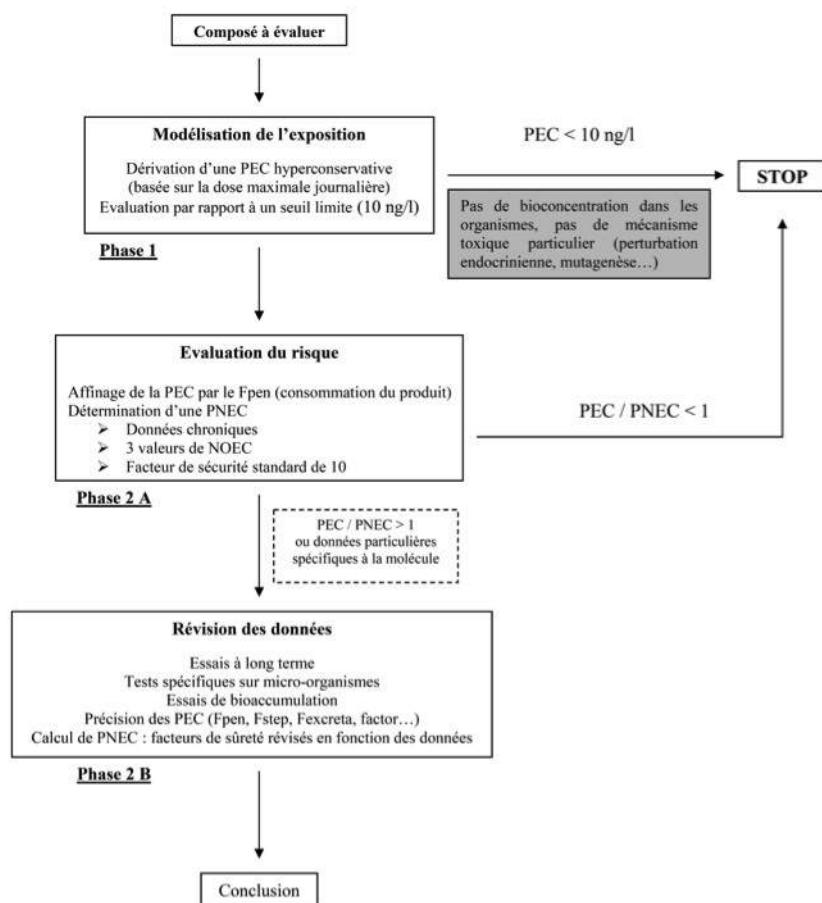 Composé à évaluer
Modélisation de l’exposition
Dérivation d’une PEC hyperconservative
(basée sur la dose maximale journalière)
Evaluation par rapport à un seuil limite (10 ng/l)
Phase 1
PEC < 10 ng/l
STOP
Pas de bioconcentration dans les
organismes, pas de mécanisme
toxique particulier (perturbation
endocrinienne, mutagenèse…)
Evaluation du risque
Affinage de la PEC par le Fpen (consommation du produit)
Détermination d’une PNEC
➢ Données chroniques
➢ 3 valeurs de NOEC
➢ Facteur de sécurité standard de 10
Phase 2 A
PEC / PNEC < 1
PEC / PNEC > 1
ou données particulières
spécifiques à la molécule
Révision des données
Essais à long terme
Tests spécifiques sur micro-organismes
Essais de bioaccumulation
Précision des PEC (Fpen, Fstep, Fexcreta, factor…)
Calcul de PNEC : facteurs de sûreté révisés en fonction des données
Phase 2 B
Conclusion